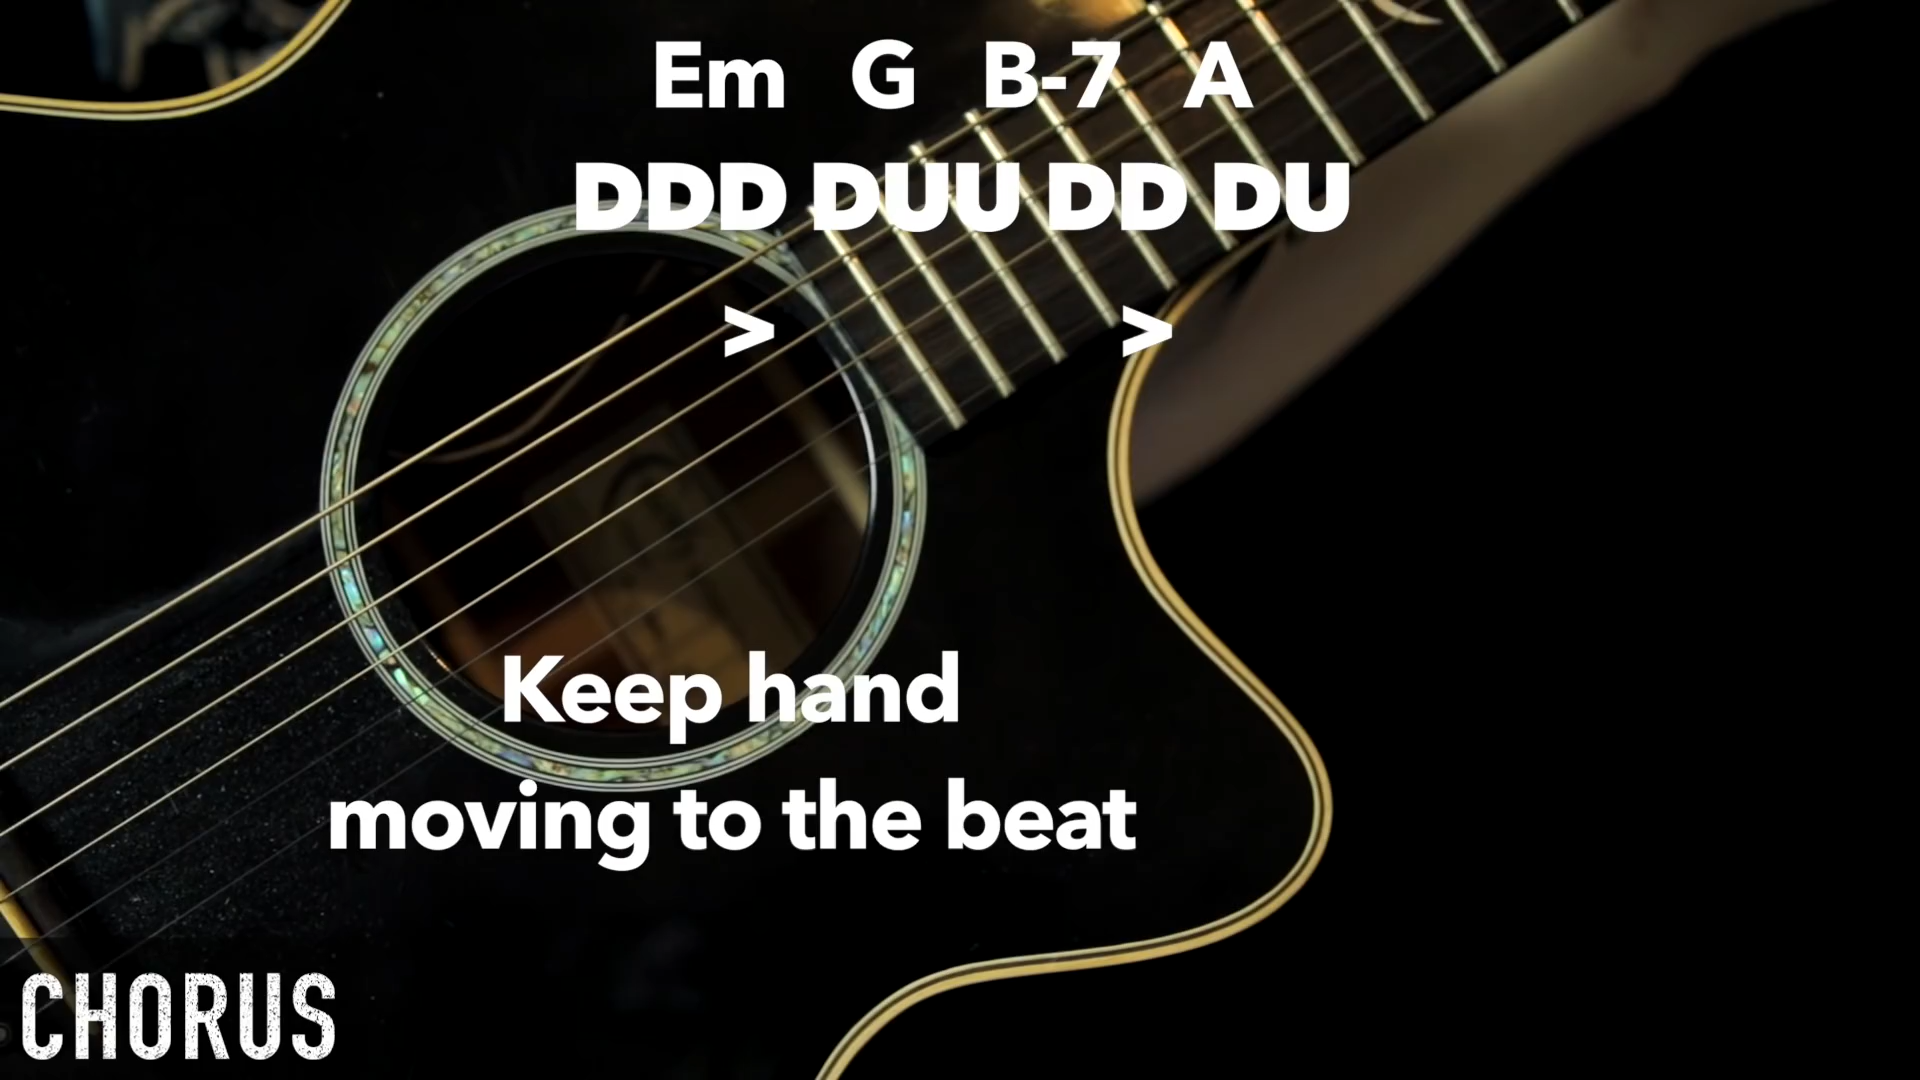 Em G B-7 A
DDD DUU DD DU
> >
Keep hand
moving to the beat
CHORUS